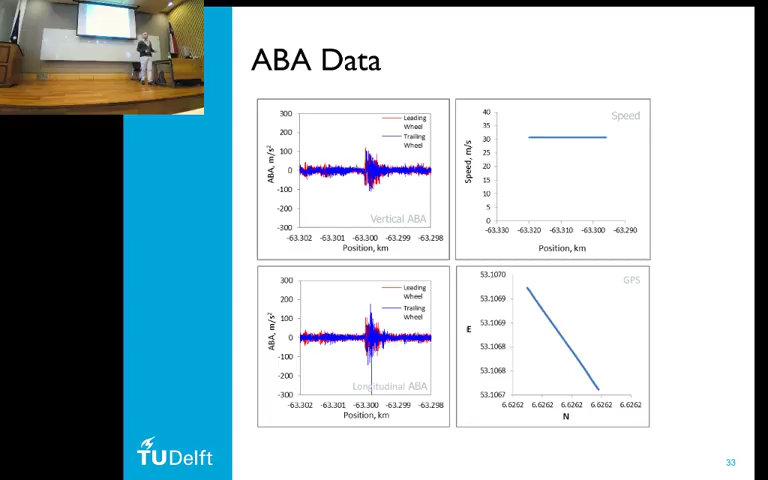 ABA Data
300
200
100
0
-100
-200
-300
ABA, m/s²
Leading
Wheel
Trailing
Wheel
Vertical ABA
-63.302 -63.301 -63.300 -63.299 -63.298
Position, km
Speed
40
35
30
25
20
15
10
5
0
Speed, m/s
-63.330 -63.320 -63.310 -63.300 -63.290
Position, km
300
200
100
0
-100
-200
-300
ABA, m/s²
Leading
Wheel
Trailing
Wheel
Longitudinal ABA
-63.302 -63.301 -63.300 -63.299 -63.298
Position, km
GPS
53.1070
53.1069
53.1069
53.1068
53.1068
53.1067
E
6.6262 6.6262 6.6262 6.6262 6.6262
N
TUDelft
33